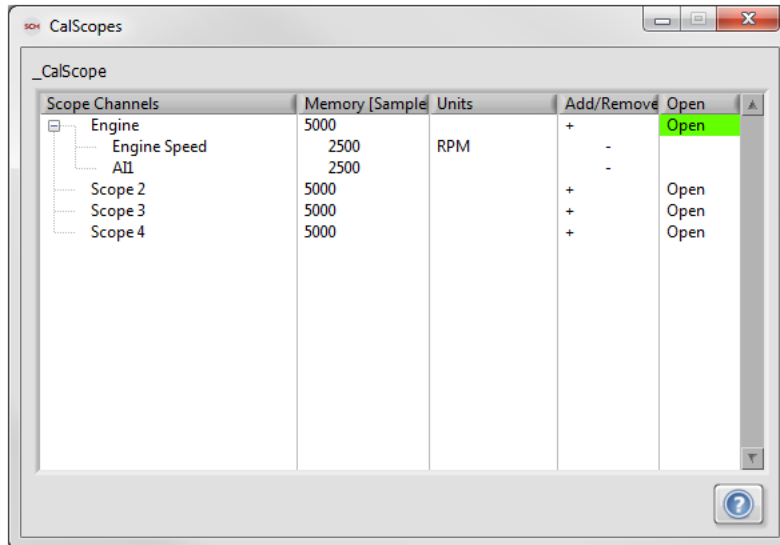 SCH CalScopes
_CalScope
Scope Channels Memory [Sample Units Add/Remove Open
Engine 5000 + Open
Engine Speed 2500 RPM -
AI1 2500 -
Scope 2 5000 + Open
Scope 3 5000 + Open
Scope 4 5000 + Open
?